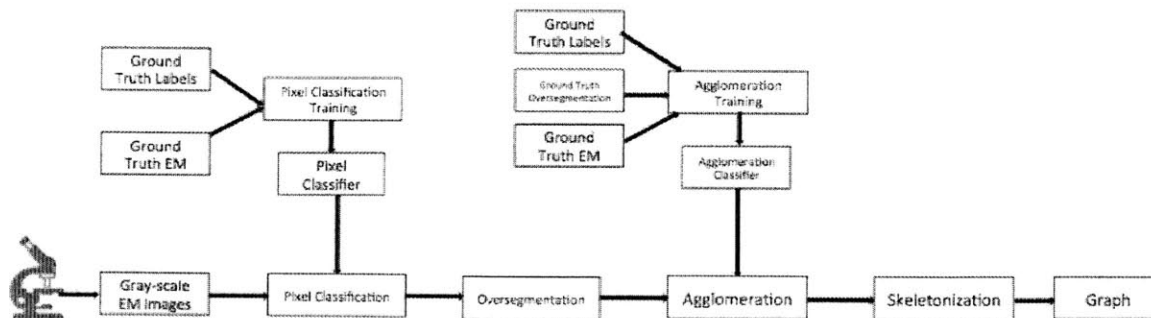 Ground
Truth Labels
Ground
Truth EM
Pixel Classification
Training
Pixel
Classifier
Ground
Truth Labels
Ground Truth
Oversegmentation
Ground
Truth EM
Agglomeration
Training
Agglomeration
Classifier
Gray-scale
EM Images
Pixel Classification
Oversegmentation
Agglomeration
Skeletonization
Graph